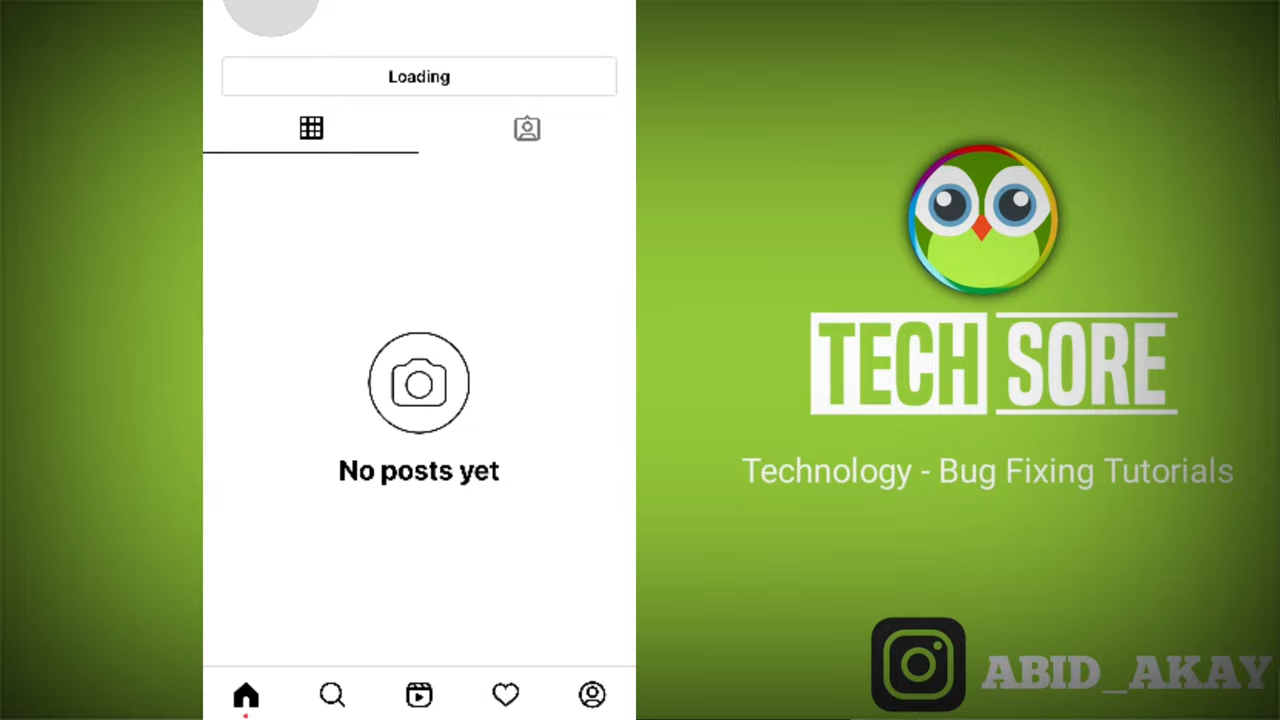 Loading
No posts yet
TECH SORE
Technology - Bug Fixing Tutorials
ABID_AKAY